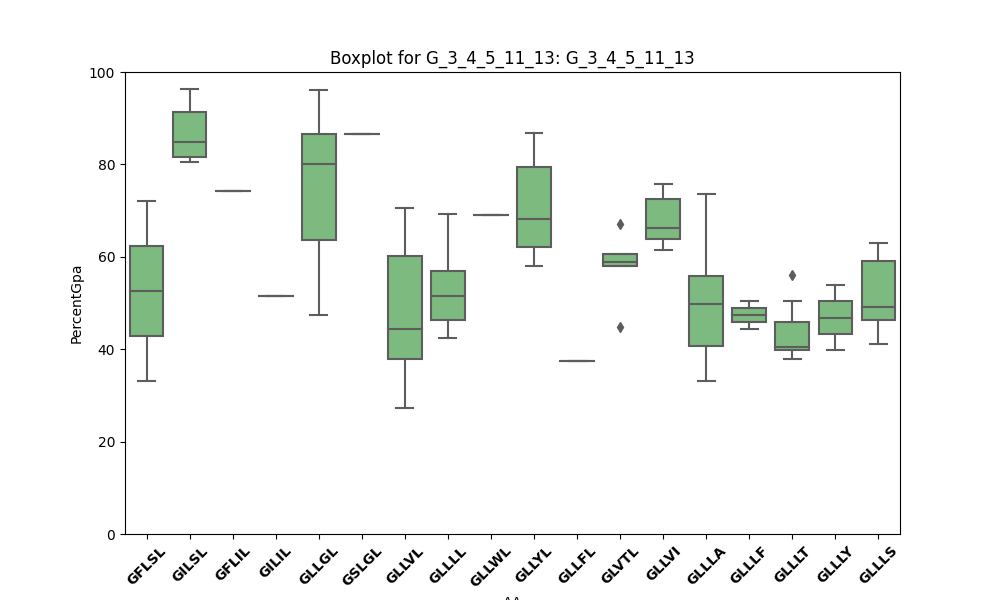 Boxplot for G_3_4_5_11_13: G_3_4_5_11_13
100
80
60
40
20
0
PercentGpa
GFLSL GILSL GFLIL GILIL GLLGL GSLGL GLLVL GLLLL GLLWL GLLYL GLLFL GLVTL GLLVI GLLLA GLLLF GLLLT GLLLY GLLLS
AA